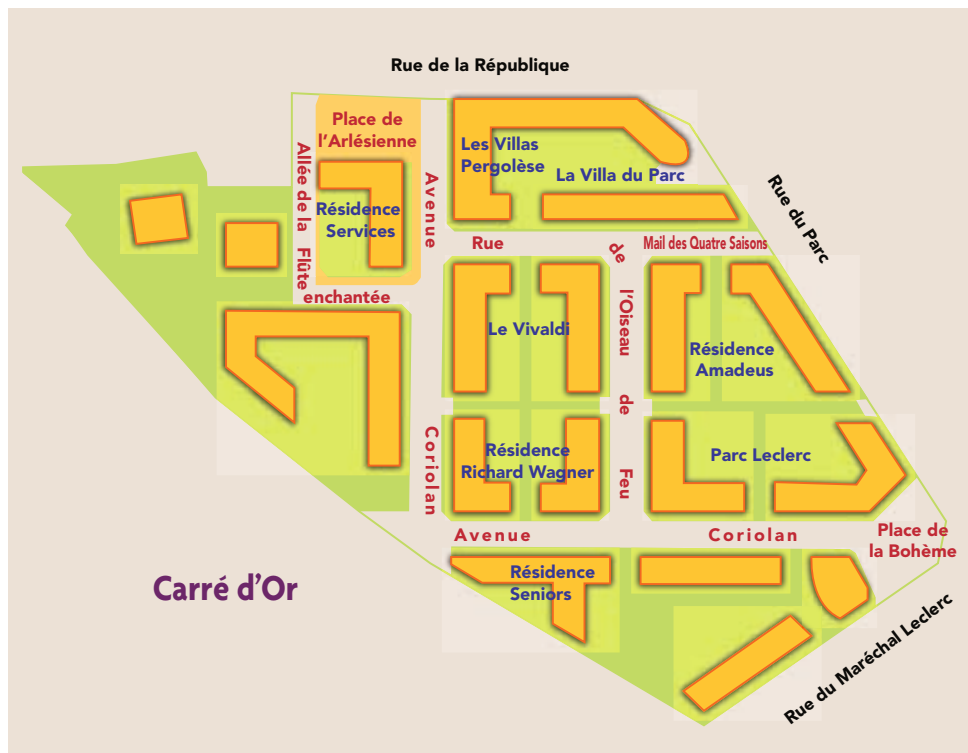 Rue de la République
Place de
l'Arlésienne
Allée de la Flûte
enchantée
Résidence
Services
Avenue
Coriolan
Les Villas
Pergolèse
La Villa du Parc
Rue du Parc
Rue
de
l'Oiseau
de
Feu
Mail des Quatre Saisons
Le Vivaldi
Résidence
Amadeus
Résidence
Richard Wagner
Parc Leclerc
Avenue
Coriolan
Place de
la Bohème
Résidence
Seniors
Carré d'Or
Rue du Maréchal Leclerc